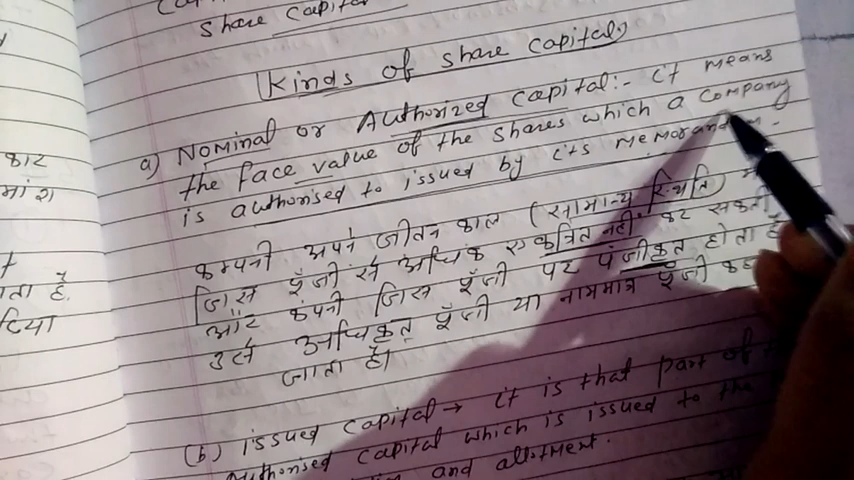 share capital
Kinds of share capital
a) Nominal or Authorized Capital:- it means
the face value of the shares which a company
is authorised to issued by its memorandum.
कम्पनी अपने जीवन काल (सामान्य स्थिति) में
जिस पूँजी से अधिक एकत्रित नहीं कर सकती
और कंपनी जिस पूँजी पर पंजीकृत होता है
उसे अधिकृत पूँजी या नाममात्र पूँजी कहा
जाता है।
(b) issued capital → it is that part of
Authorised capital which is issued to the
and allotment.
कार
मांश
ता है.
दिया